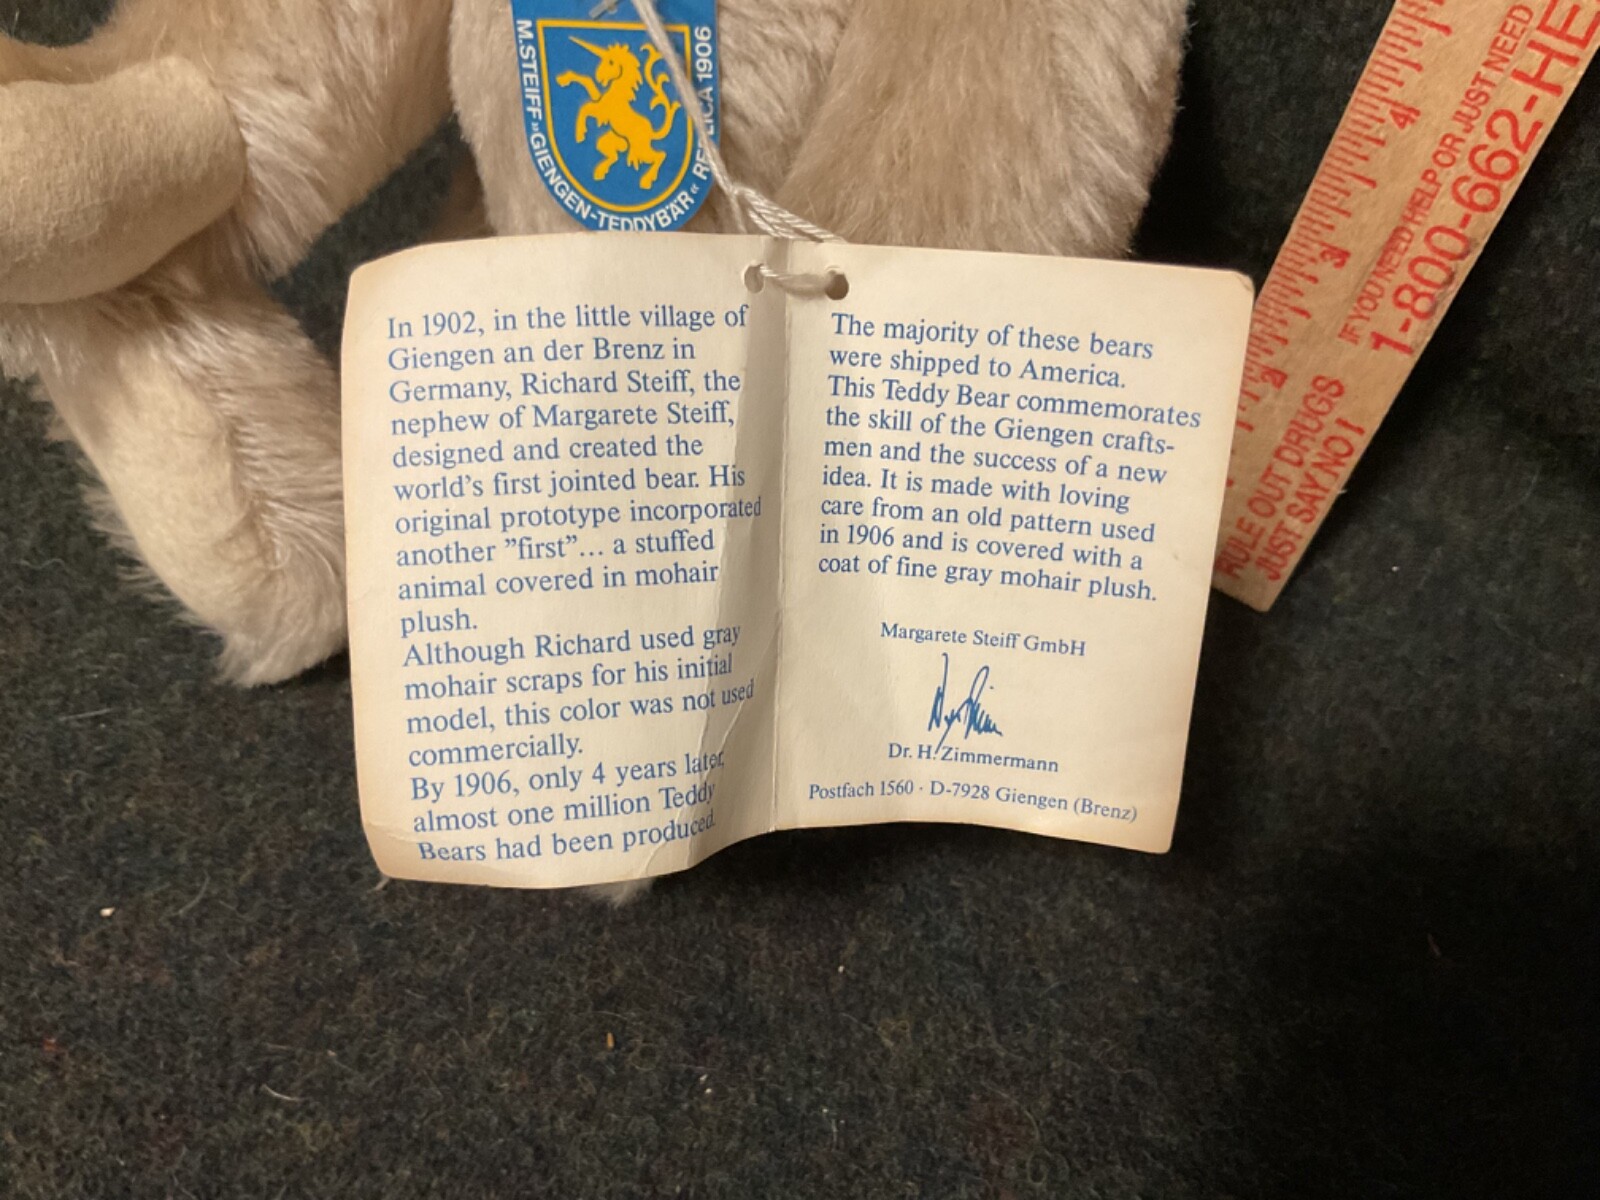 M.STEIFF »GIENGEN-TEDDYBÄR« REPLICA 1906
In 1902, in the little village of
Giengen an der Brenz in
Germany, Richard Steiff, the
nephew of Margarete Steiff,
designed and created the
world's first jointed bear. His
original prototype incorporated
another ”first”... a stuffed
animal covered in mohair
plush.
Although Richard used gray
mohair scraps for his initial
model, this color was not used
commercially.
By 1906, only 4 years later,
almost one million Teddy
Bears had been produced.
The majority of these bears
were shipped to America.
This Teddy Bear commemorates
the skill of the Giengen crafts-
men and the success of a new
idea. It is made with loving
care from an old pattern used
in 1906 and is covered with a
coat of fine gray mohair plush.
Margarete Steiff GmbH
Dr. H. Zimmermann
Postfach 1560 · D-7928 Giengen (Brenz)
RULE OUT DRUGS
JUST SAY NO!
IF YOU NEED HELP OR JUST NEED
1-800-662-HE
2
3
4